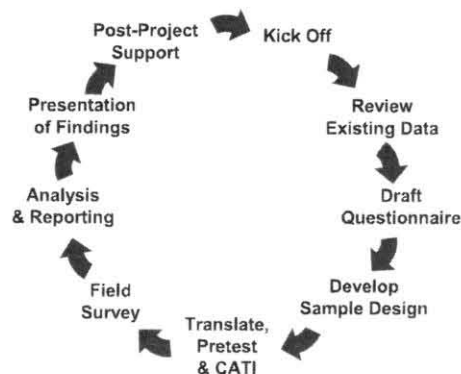 Kick Off
Review
Existing Data
Draft
Questionnaire
Develop
Sample Design
Translate,
Pretest
& CATI
Field
Survey
Analysis
& Reporting
Presentation
of Findings
Post-Project
Support